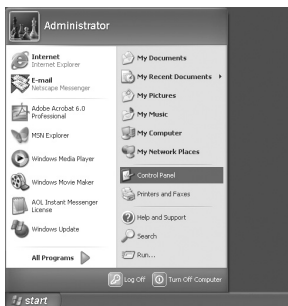 Administrator
Internet
Internet Explorer
E-mail
Netscape Messenger
Adobe Acrobat 6.0
Professional
MSN Explorer
Windows Media Player
Windows Movie Maker
AOL Instant Messenger
License
Windows Update
All Programs
My Documents
My Recent Documents
My Pictures
My Music
My Computer
My Network Places
Control Panel
Printers and Faxes
Help and Support
Search
Run...
Log Off
Turn Off Computer
start